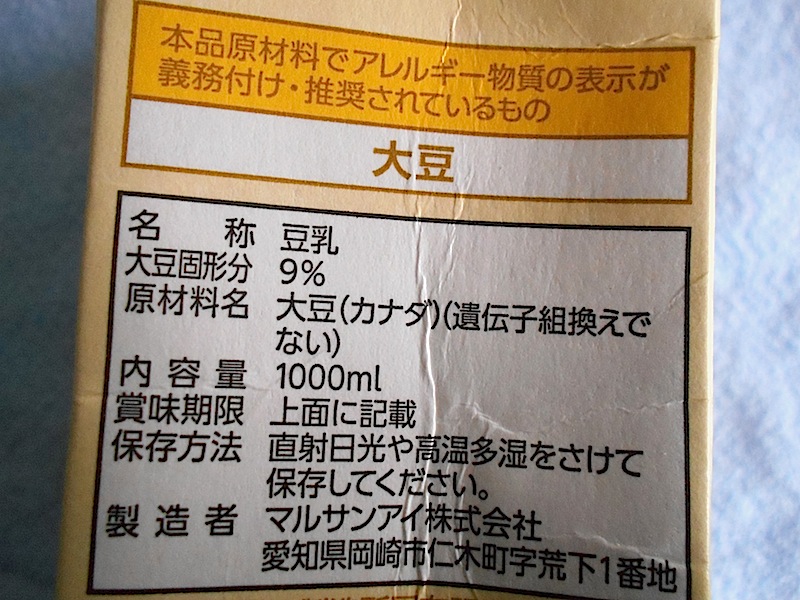 本品原材料でアレルギー物質の表示が
義務付け・推奨されているもの
大豆
名称 豆乳
大豆固形分 9%
原材料名 大豆(カナダ)(遺伝子組換えで
ない)
内容量 1000ml
賞味期限 上面に記載
保存方法 直射日光や高温多湿をさけて
保存してください。
製造者 マルサンアイ株式会社
愛知県岡崎市仁木町字荒下1番地